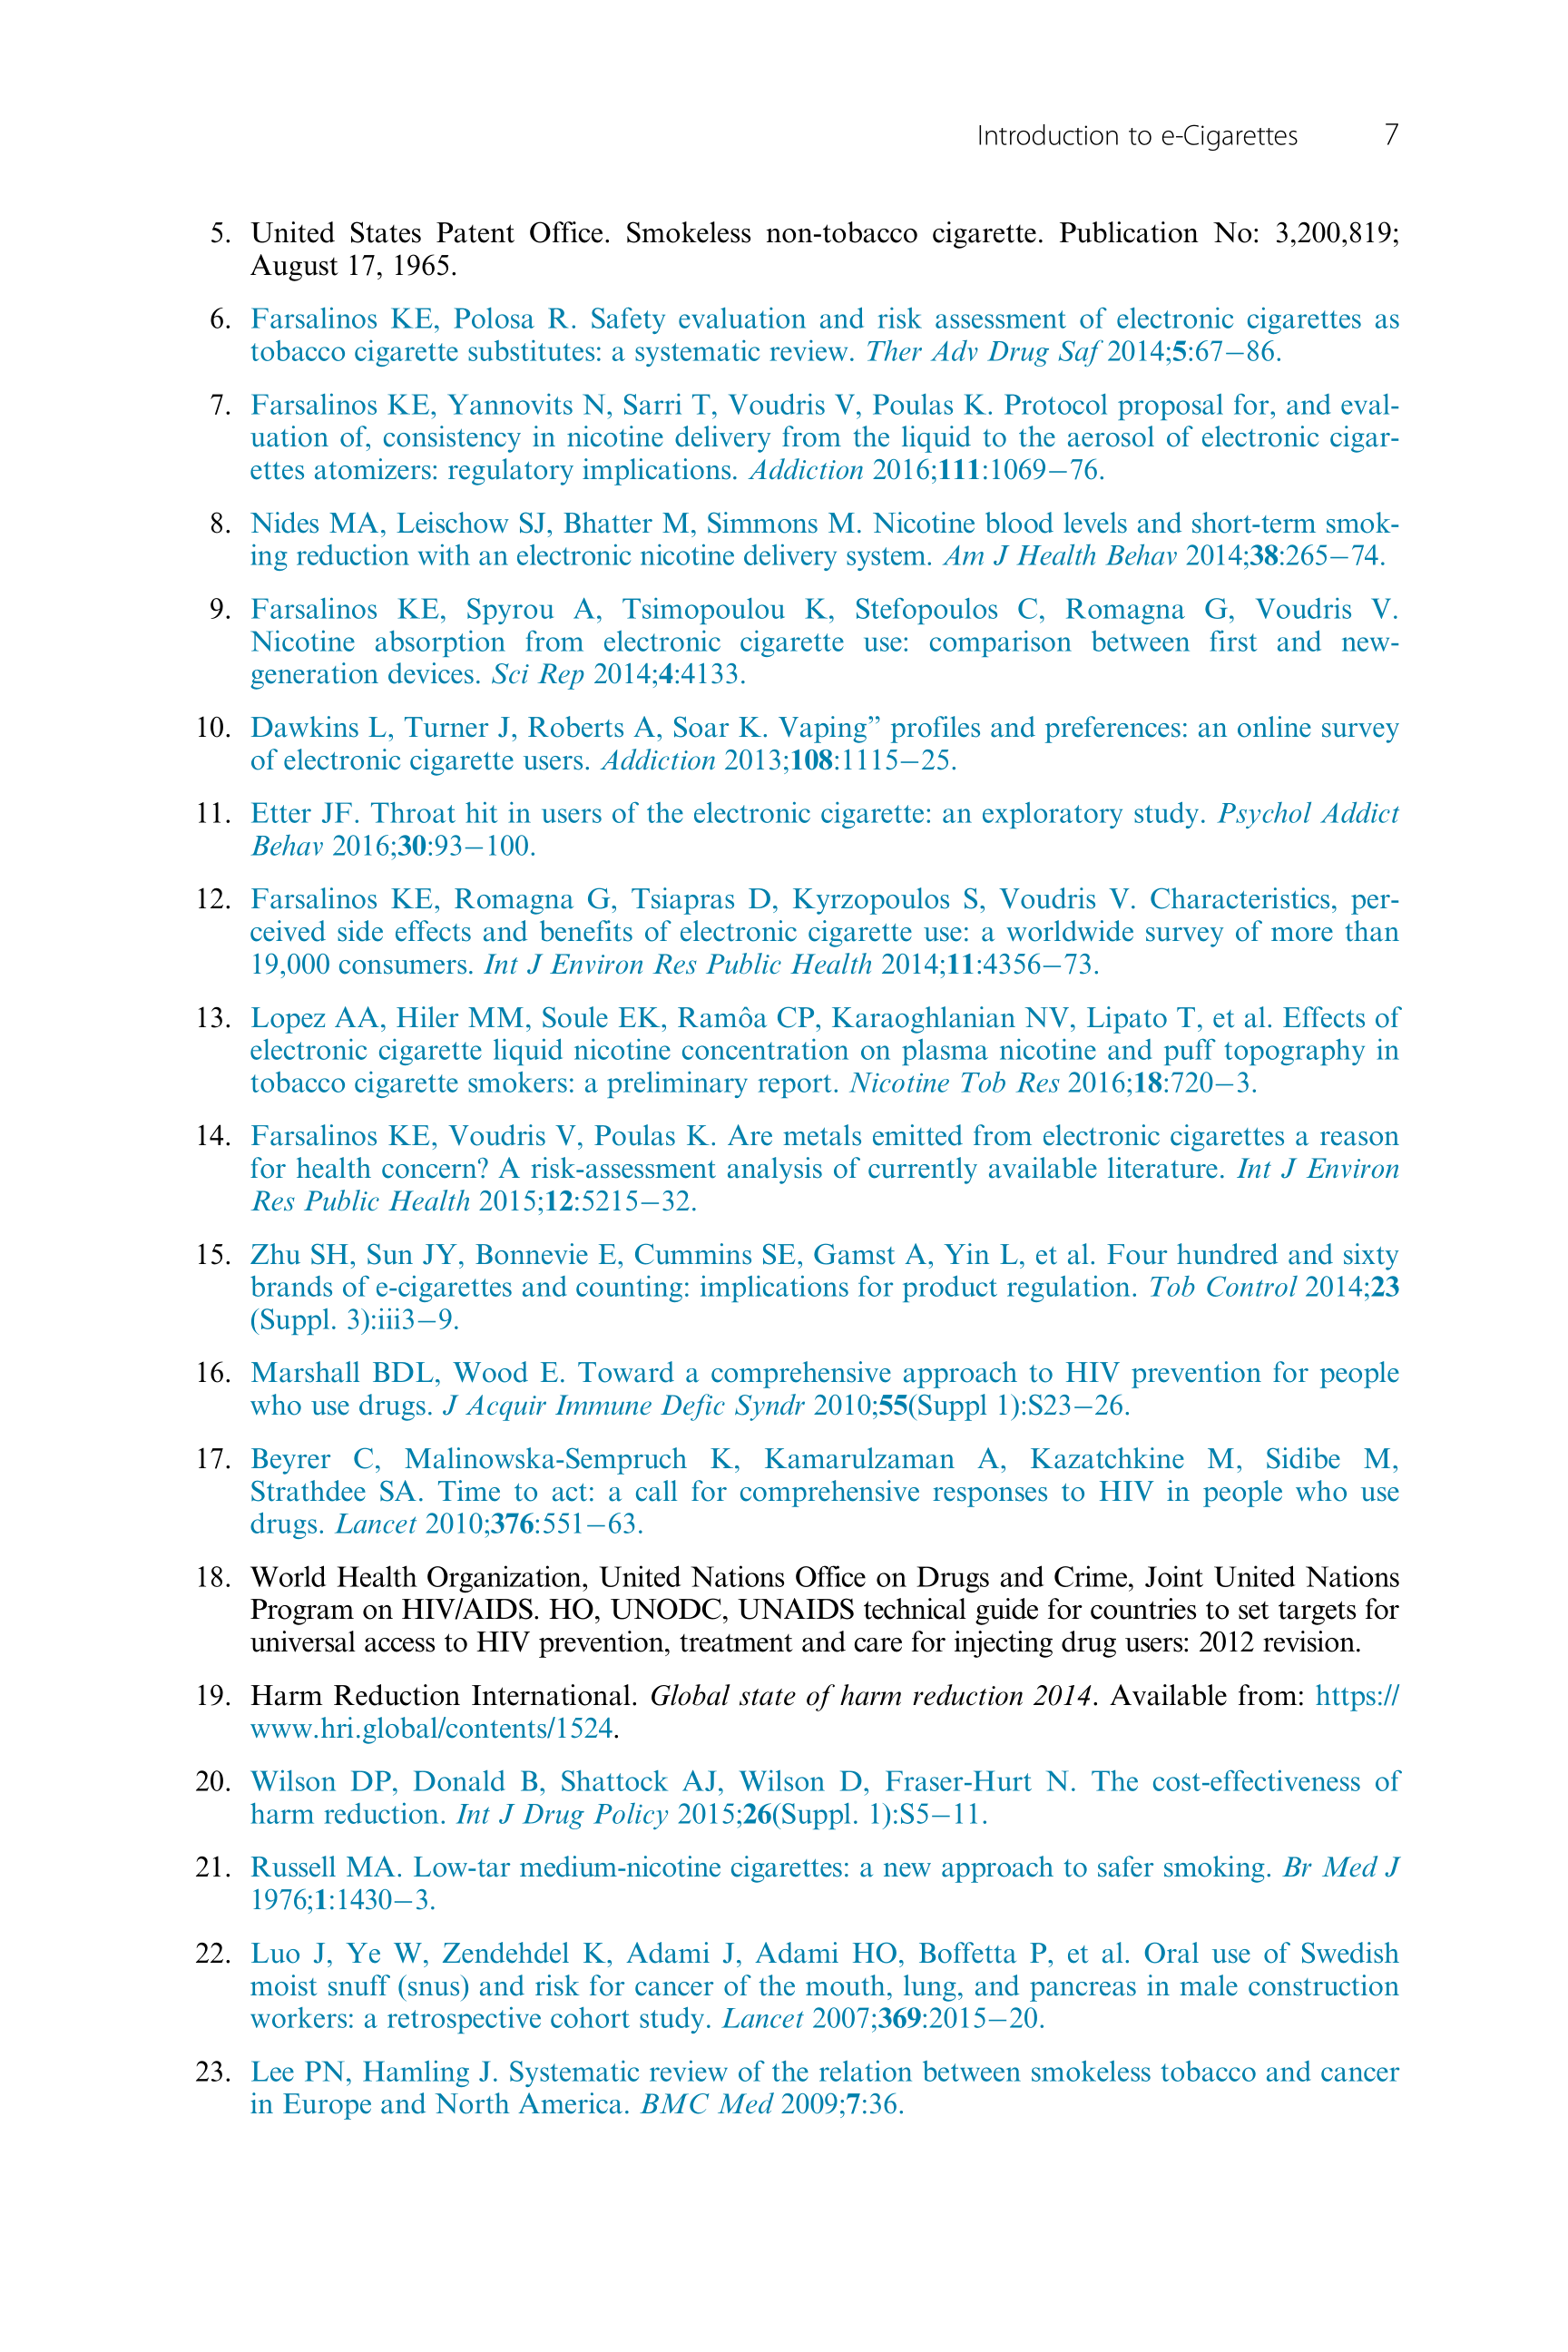 Introduction to e-Cigarettes 7
5. United States Patent Office. Smokeless non-tobacco cigarette. Publication No: 3,200,819;
August 17, 1965.
6. Farsalinos KE, Polosa R. Safety evaluation and risk assessment of electronic cigarettes as
tobacco cigarette substitutes: a systematic review. Ther Adv Drug Saf 2014;5:67–86.
7. Farsalinos KE, Yannovits N, Sarri T, Voudris V, Poulas K. Protocol proposal for, and eval-
uation of, consistency in nicotine delivery from the liquid to the aerosol of electronic cigar-
ettes atomizers: regulatory implications. Addiction 2016;111:1069–76.
8. Nides MA, Leischow SJ, Bhatter M, Simmons M. Nicotine blood levels and short-term smok-
ing reduction with an electronic nicotine delivery system. Am J Health Behav 2014;38:265–74.
9. Farsalinos KE, Spyrou A, Tsimopoulou K, Stefopoulos C, Romagna G, Voudris V.
Nicotine absorption from electronic cigarette use: comparison between first and new-
generation devices. Sci Rep 2014;4:4133.
10. Dawkins L, Turner J, Roberts A, Soar K. Vaping” profiles and preferences: an online survey
of electronic cigarette users. Addiction 2013;108:1115–25.
11. Etter JF. Throat hit in users of the electronic cigarette: an exploratory study. Psychol Addict
Behav 2016;30:93–100.
12. Farsalinos KE, Romagna G, Tsiapras D, Kyrzopoulos S, Voudris V. Characteristics, per-
ceived side effects and benefits of electronic cigarette use: a worldwide survey of more than
19,000 consumers. Int J Environ Res Public Health 2014;11:4356–73.
13. Lopez AA, Hiler MM, Soule EK, Ramôa CP, Karaoghlanian NV, Lipato T, et al. Effects of
electronic cigarette liquid nicotine concentration on plasma nicotine and puff topography in
tobacco cigarette smokers: a preliminary report. Nicotine Tob Res 2016;18:720–3.
14. Farsalinos KE, Voudris V, Poulas K. Are metals emitted from electronic cigarettes a reason
for health concern? A risk-assessment analysis of currently available literature. Int J Environ
Res Public Health 2015;12:5215–32.
15. Zhu SH, Sun JY, Bonnevie E, Cummins SE, Gamst A, Yin L, et al. Four hundred and sixty
brands of e-cigarettes and counting: implications for product regulation. Tob Control 2014;23
(Suppl. 3):iii3–9.
16. Marshall BDL, Wood E. Toward a comprehensive approach to HIV prevention for people
who use drugs. J Acquir Immune Defic Syndr 2010;55(Suppl 1):S23–26.
17. Beyrer C, Malinowska-Sempruch K, Kamarulzaman A, Kazatchkine M, Sidibe M,
Strathdee SA. Time to act: a call for comprehensive responses to HIV in people who use
drugs. Lancet 2010;376:551–63.
18. World Health Organization, United Nations Office on Drugs and Crime, Joint United Nations
Program on HIV/AIDS. HO, UNODC, UNAIDS technical guide for countries to set targets for
universal access to HIV prevention, treatment and care for injecting drug users: 2012 revision.
19. Harm Reduction International. Global state of harm reduction 2014. Available from: https://
www.hri.global/contents/1524.
20. Wilson DP, Donald B, Shattock AJ, Wilson D, Fraser-Hurt N. The cost-effectiveness of
harm reduction. Int J Drug Policy 2015;26(Suppl. 1):S5–11.
21. Russell MA. Low-tar medium-nicotine cigarettes: a new approach to safer smoking. Br Med J
1976;1:1430–3.
22. Luo J, Ye W, Zendehdel K, Adami J, Adami HO, Boffetta P, et al. Oral use of Swedish
moist snuff (snus) and risk for cancer of the mouth, lung, and pancreas in male construction
workers: a retrospective cohort study. Lancet 2007;369:2015–20.
23. Lee PN, Hamling J. Systematic review of the relation between smokeless tobacco and cancer
in Europe and North America. BMC Med 2009;7:36.